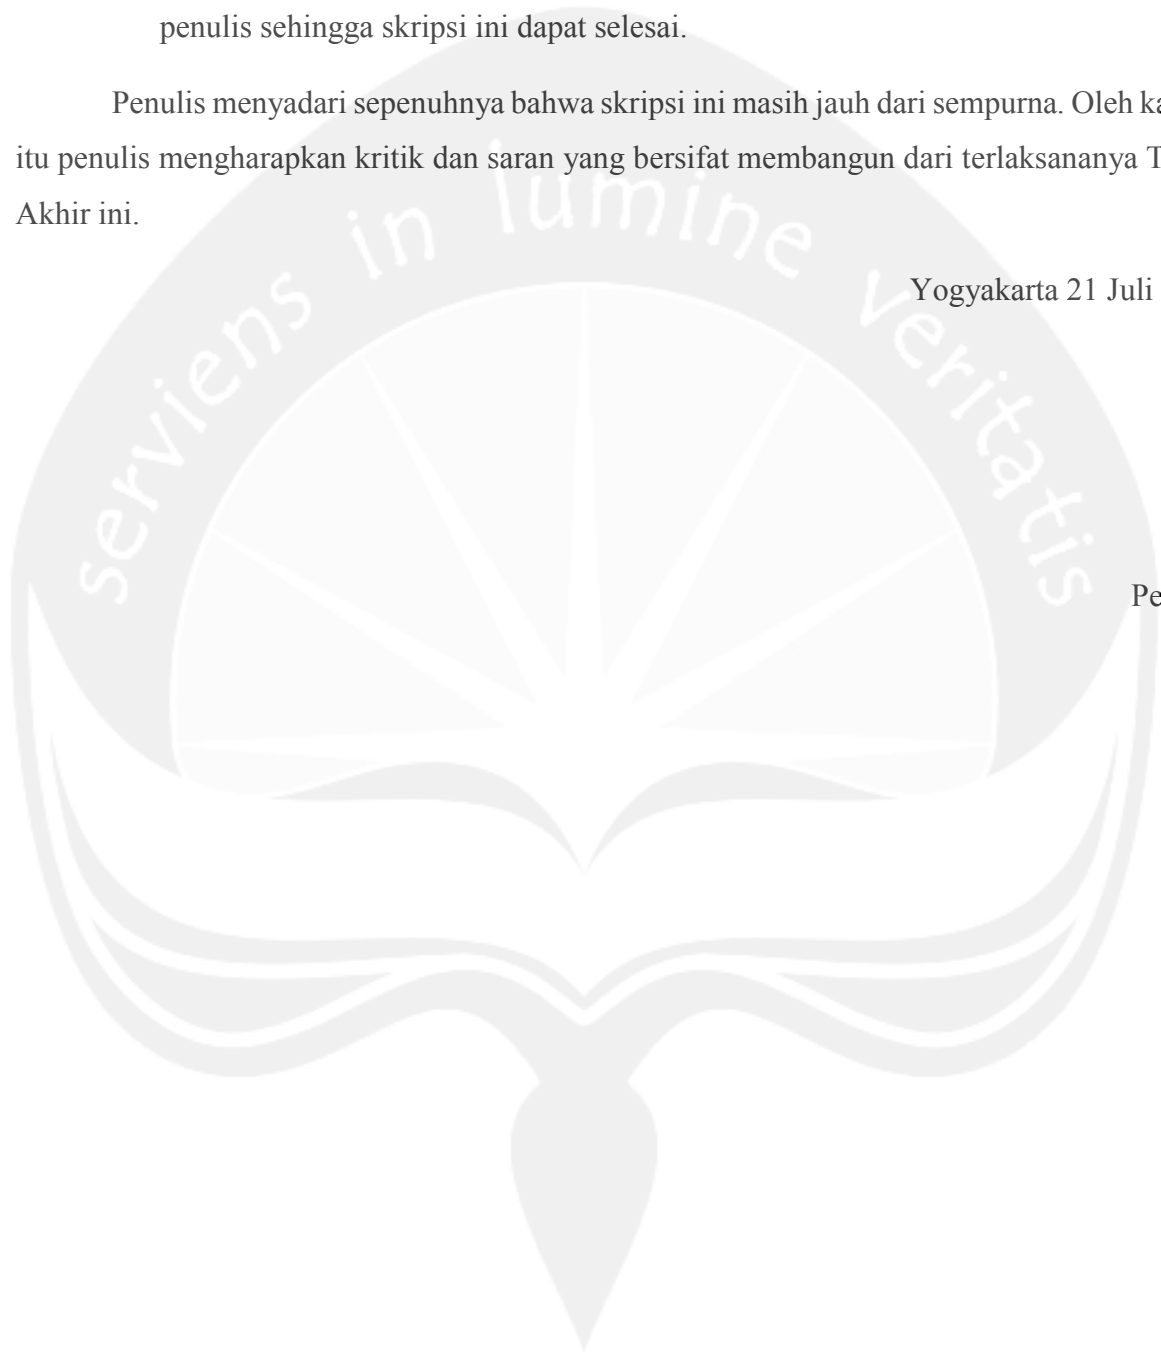 penulis sehingga skripsi ini dapat selesai.
Penulis menyadari sepenuhnya bahwa skripsi ini masih jauh dari sempurna. Oleh ka
itu penulis mengharapkan kritik dan saran yang bersifat membangun dari terlaksananya T
Akhir ini.
serviens in lumine veritatis
Yogyakarta 21 Juli
Pe